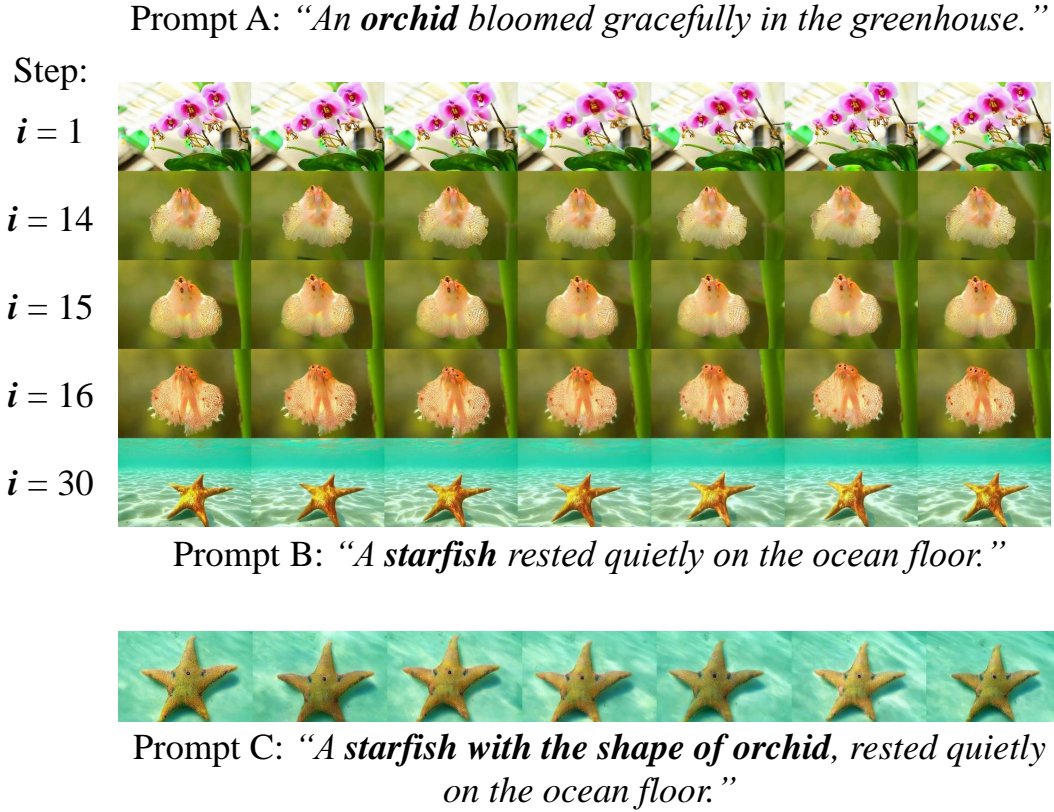 Prompt A: “An orchid bloomed gracefully in the greenhouse.”
Step:
i = 1
i = 14
i = 15
i = 16
i = 30
Prompt B: “A starfish rested quietly on the ocean floor.”
Prompt C: “A starfish with the shape of orchid, rested quietly
on the ocean floor.”